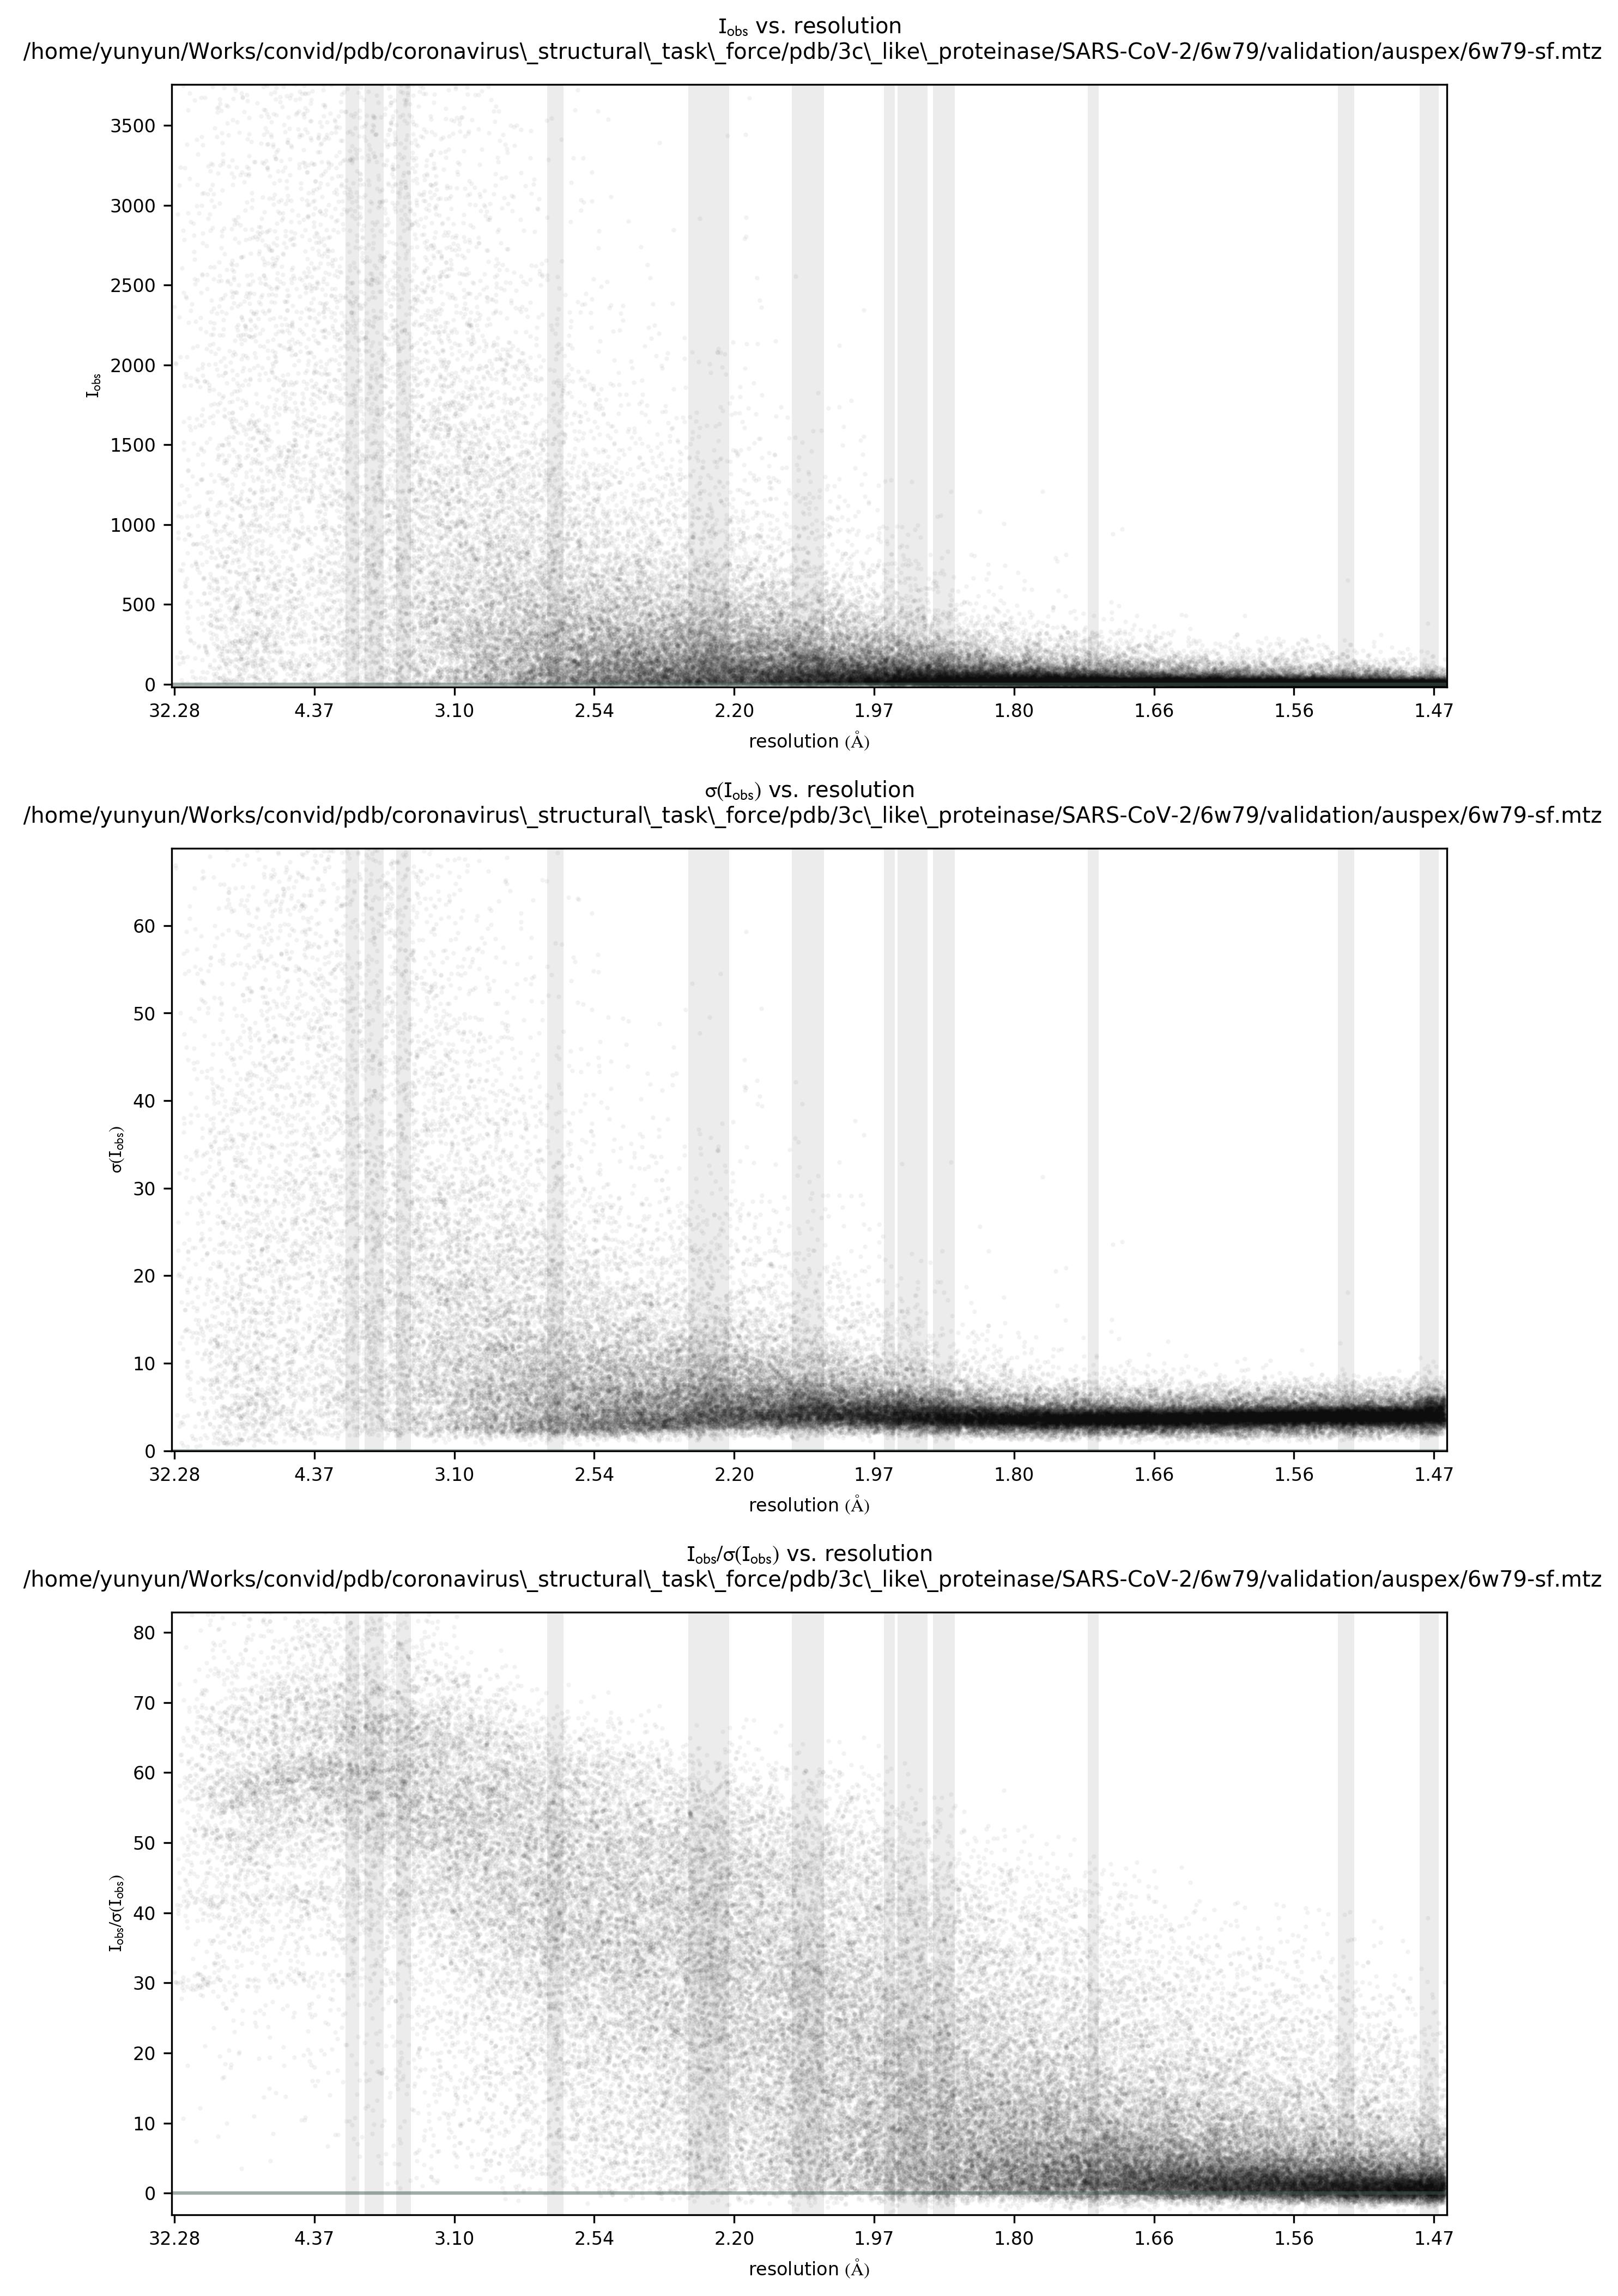 Iobs vs. resolution
/home/yunyun/Works/convid/pdb/coronavirus\_structural\_task\_force/pdb/3c\_like\_proteinase/SARS-CoV-2/6w79/validation/auspex/6w79-sf.mtz
3500
3000
2500
2000
1500
1000
500
0
Iobs
32.28 4.37 3.10 2.54 2.20 1.97 1.80 1.66 1.56 1.47
resolution (Å)
σ(Iobs) vs. resolution
/home/yunyun/Works/convid/pdb/coronavirus\_structural\_task\_force/pdb/3c\_like\_proteinase/SARS-CoV-2/6w79/validation/auspex/6w79-sf.mtz
60
50
40
30
20
10
0
σ(Iobs)
32.28 4.37 3.10 2.54 2.20 1.97 1.80 1.66 1.56 1.47
resolution (Å)
Iobs/σ(Iobs) vs. resolution
/home/yunyun/Works/convid/pdb/coronavirus\_structural\_task\_force/pdb/3c\_like\_proteinase/SARS-CoV-2/6w79/validation/auspex/6w79-sf.mtz
80
70
60
50
40
30
20
10
0
Iobs/σ(Iobs)
32.28 4.37 3.10 2.54 2.20 1.97 1.80 1.66 1.56 1.47
resolution (Å)